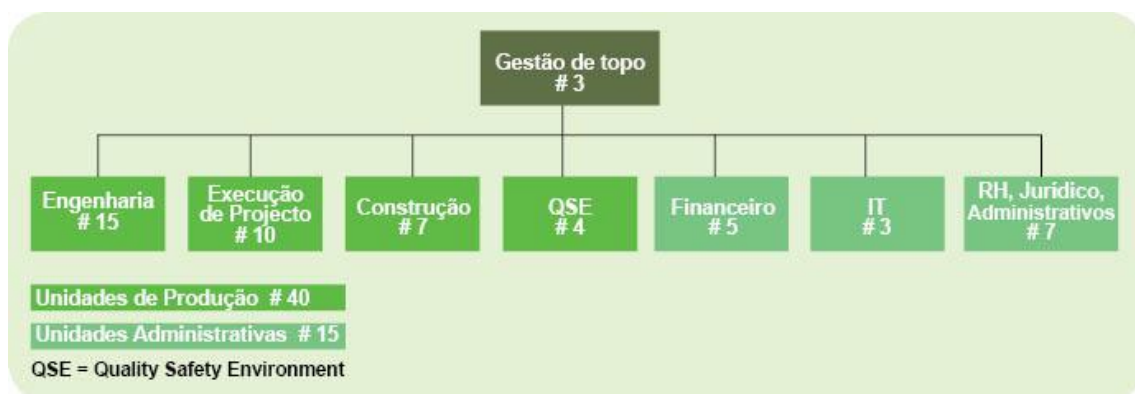 Gestão de topo
# 3
Engenharia
# 15
Execução
de Projecto
# 10
Construção
# 7
QSE
# 4
Financeiro
# 5
IT
# 3
RH, Jurídico,
Administrativos
# 7
Unidades de Produção # 40
Unidades Administrativas # 15
QSE = Quality Safety Environment